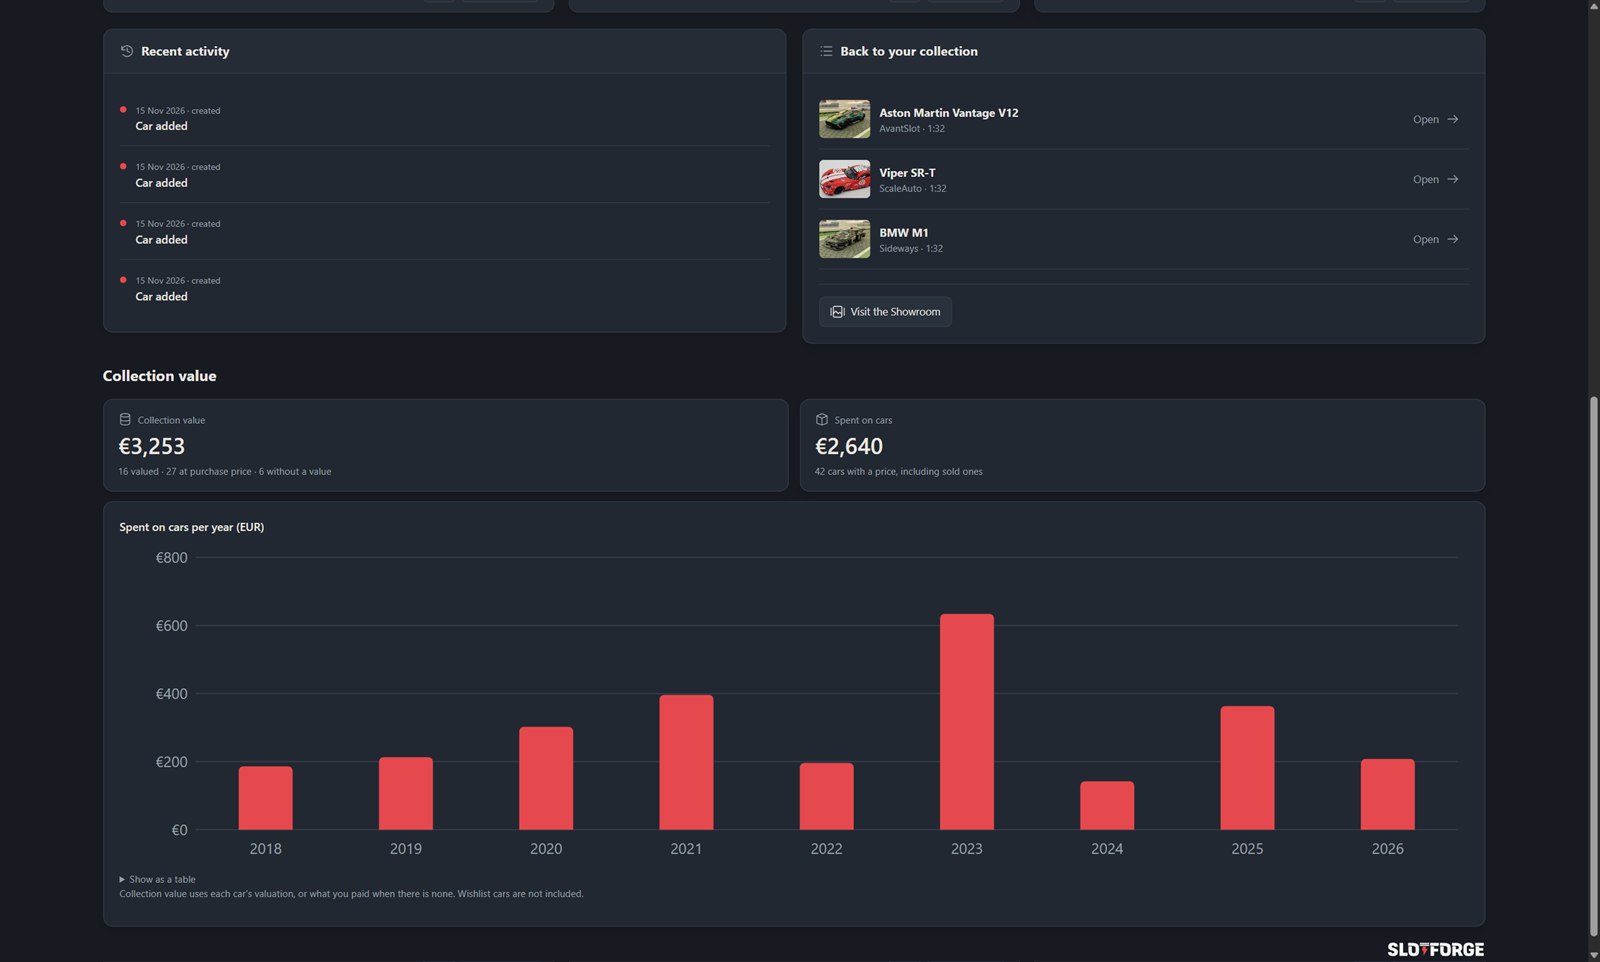 Recent activity
15 Nov 2026 · created
Car added
15 Nov 2026 · created
Car added
15 Nov 2026 · created
Car added
15 Nov 2026 · created
Car added
Back to your collection
Aston Martin Vantage V12
AvantSlot · 1:32
Open
Viper SR-T
ScaleAuto · 1:32
Open
BMW M1
Sideways · 1:32
Open
Visit the Showroom
Collection value
Collection value
€3,253
16 valued · 27 at purchase price · 6 without a value
Spent on cars
€2,640
42 cars with a price, including sold ones
Spent on cars per year (EUR)
€800
€600
€400
€200
€0
2018 2019 2020 2021 2022 2023 2024 2025 2026
Show as a table
Collection value uses each car's valuation, or what you paid when there is none. Wishlist cars are not included.
SLOTFORGE